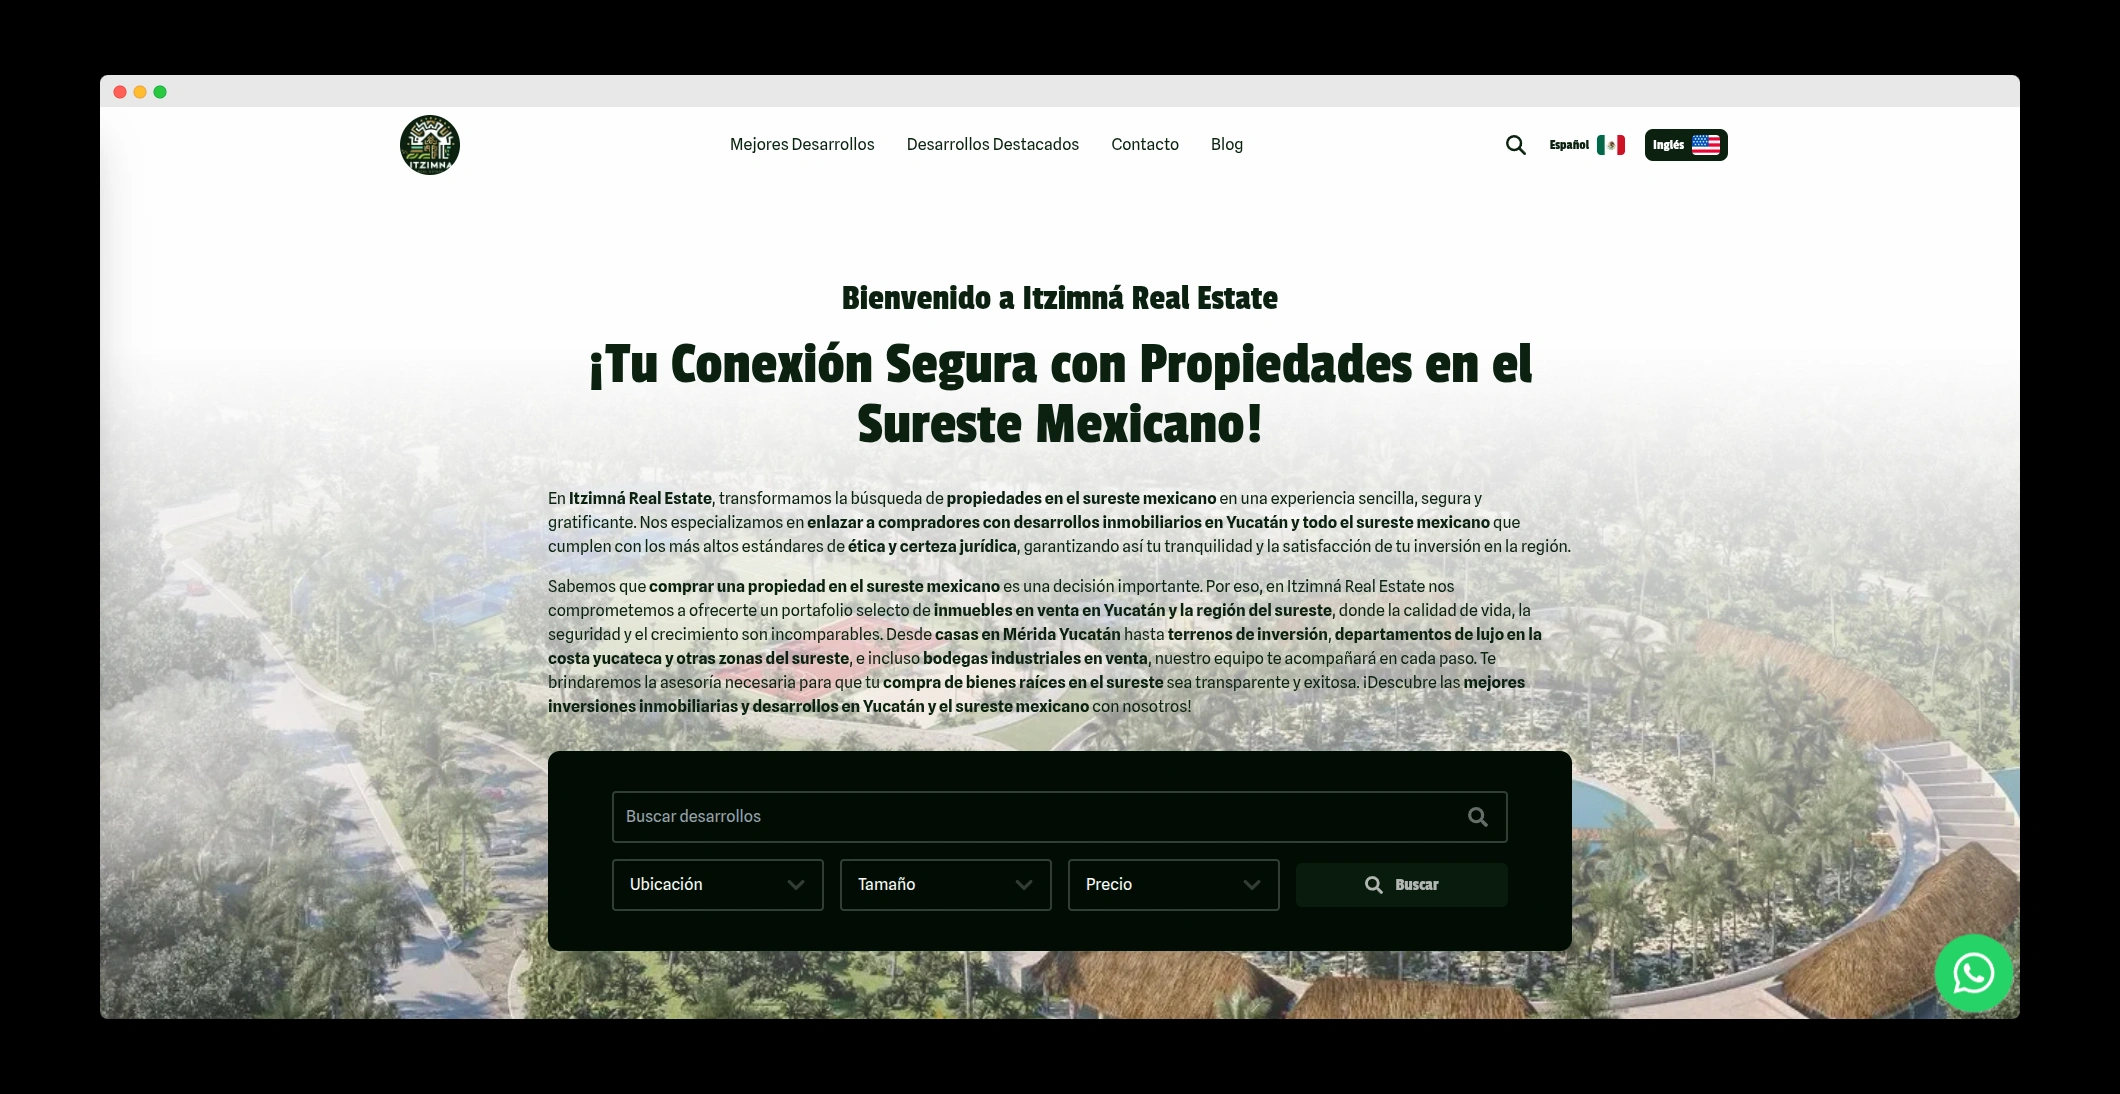 ITZIMNA
Mejores Desarrollos
Desarrollos Destacados
Contacto
Blog
Español
Inglés
Bienvenido a Itzimná Real Estate
¡Tu Conexión Segura con Propiedades en el
Sureste Mexicano!
En Itzimná Real Estate, transformamos la búsqueda de propiedades en el sureste mexicano en una experiencia sencilla, segura y
gratificante. Nos especializamos en enlazar a compradores con desarrollos inmobiliarios en Yucatán y todo el sureste mexicano que
cumplen con los más altos estándares de ética y certeza jurídica, garantizando así tu tranquilidad y la satisfacción de tu inversión en la región.
Sabemos que comprar una propiedad en el sureste mexicano es una decisión importante. Por eso, en Itzimná Real Estate nos
comprometemos a ofrecerte un portafolio selecto de inmuebles en venta en Yucatán y la región del sureste, donde la calidad de vida, la
seguridad y el crecimiento son incomparables. Desde casas en Mérida Yucatán hasta terrenos de inversión, departamentos de lujo en la
costa yucateca y otras zonas del sureste, e incluso bodegas industriales en venta, nuestro equipo te acompañará en cada paso. Te
brindaremos la asesoría necesaria para que tu compra de bienes raíces en el sureste sea transparente y exitosa. ¡Descubre las mejores
inversiones inmobiliarias y desarrollos en Yucatán y el sureste mexicano con nosotros!
Buscar desarrollos
Ubicación
Tamaño
Precio
Buscar